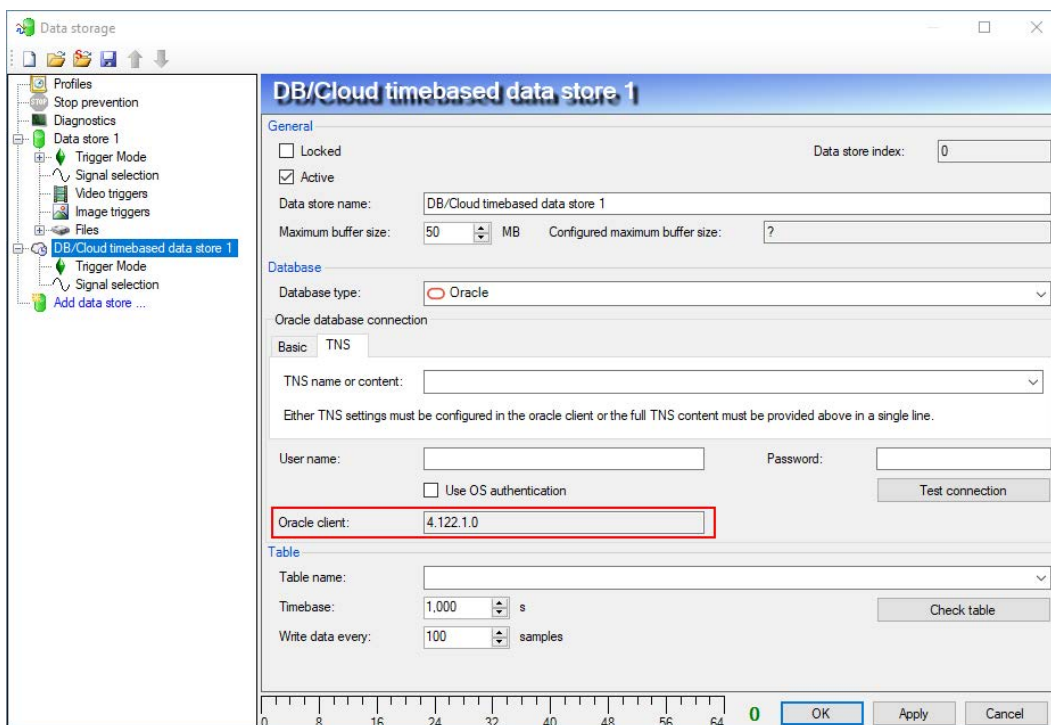 Data storage
Profiles
STOP Stop prevention
Diagnostics
Data store 1
Trigger Mode
Signal selection
Video triggers
Image triggers
Files
DB/Cloud timebased data store 1
Trigger Mode
Signal selection
Add data store ...
DB/Cloud timebased data store 1
General
Locked
Data store index: 0
Active
Data store name: DB/Cloud timebased data store 1
Maximum buffer size: 50 MB Configured maximum buffer size: ?
Database
Database type: Oracle
Oracle database connection
Basic TNS
TNS name or content:
Either TNS settings must be configured in the oracle client or the full TNS content must be provided above in a single line.
User name: Password:
Use OS authentication Test connection
Oracle client: 4.122.1.0
Table
Table name:
Timebase: 1,000 s Check table
Write data every: 100 samples
0 8 16 24 32 40 48 56 64 0 OK Apply Cancel